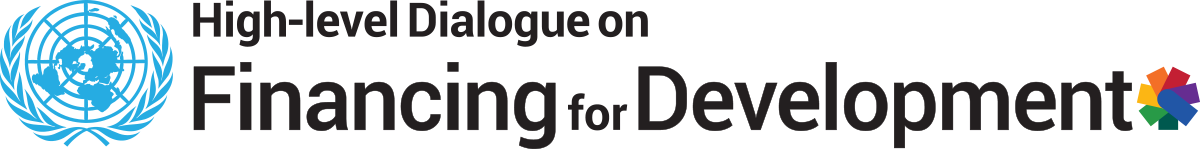 High-level Dialogue on
Financing for Development